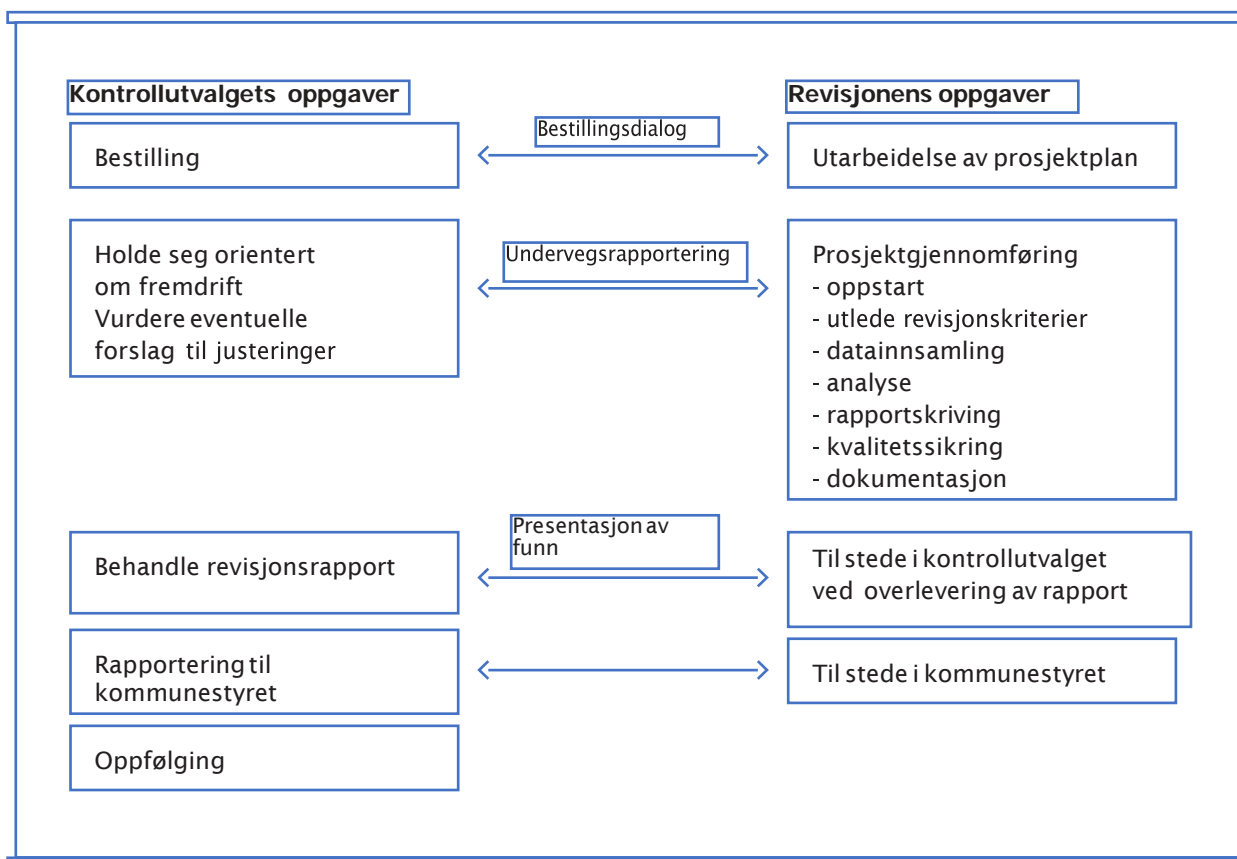 Kontrollutvalgets oppgaver
Revisjonens oppgaver
Bestilling
Bestillingsdialog
Utarbeidelse av prosjektplan
Holde seg orientert
om fremdrift
Vurdere eventuelle
forslag til justeringer
Undervegsrapportering
Prosjektgjennomføring
- oppstart
- utlede revisjonskriterier
- datainnsamling
- analyse
- rapportskriving
- kvalitetssikring
- dokumentasjon
Behandle revisjonsrapport
Presentasjon av
funn
Til stede i kontrollutvalget
ved overlevering av rapport
Rapportering til
kommunestyret
Til stede i kommunestyret
Oppfølging